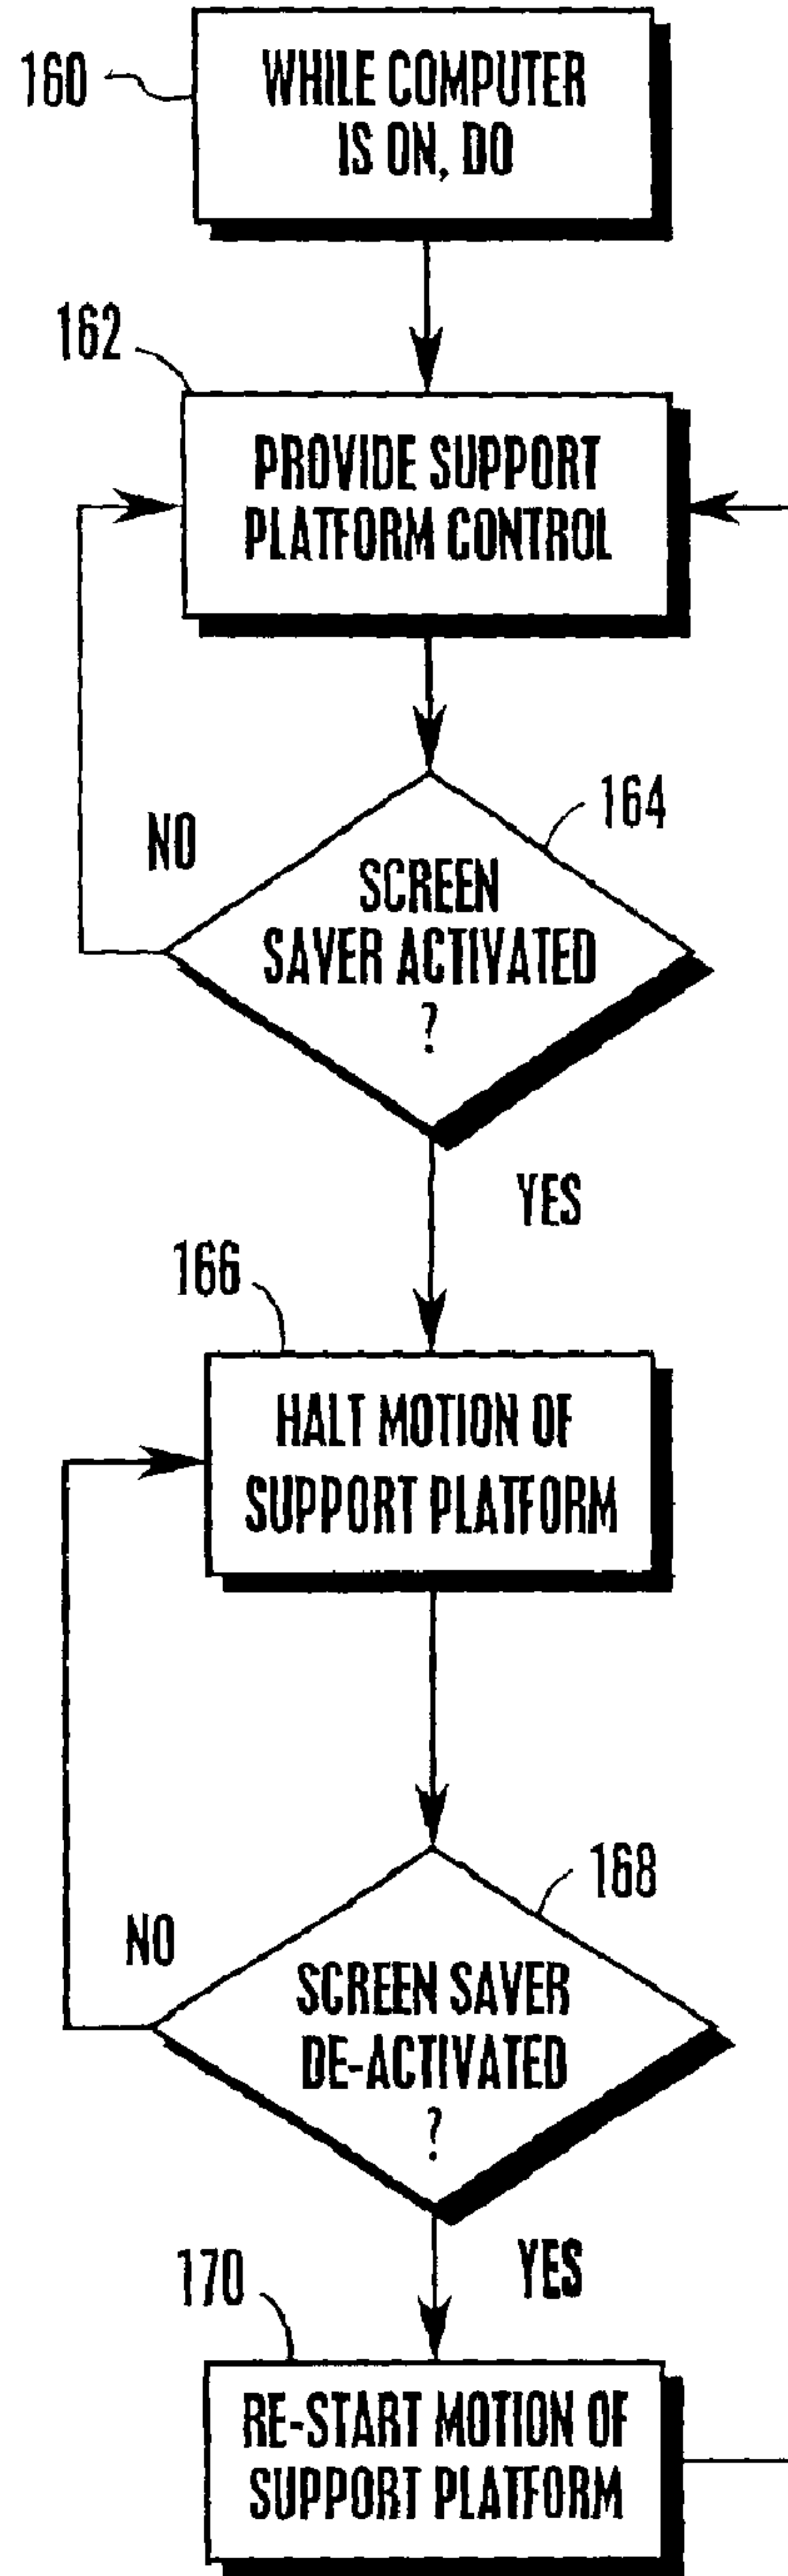 160
WHILE COMPUTER
IS ON, DO
162
PROVIDE SUPPORT
PLATFORM CONTROL
164
NO
SCREEN
SAVER ACTIVATED
?
YES
166
HALT MOTION OF
SUPPORT PLATFORM
168
NO
SCREEN SAVER
DE-ACTIVATED
?
YES
170
RE-START MOTION OF
SUPPORT PLATFORM